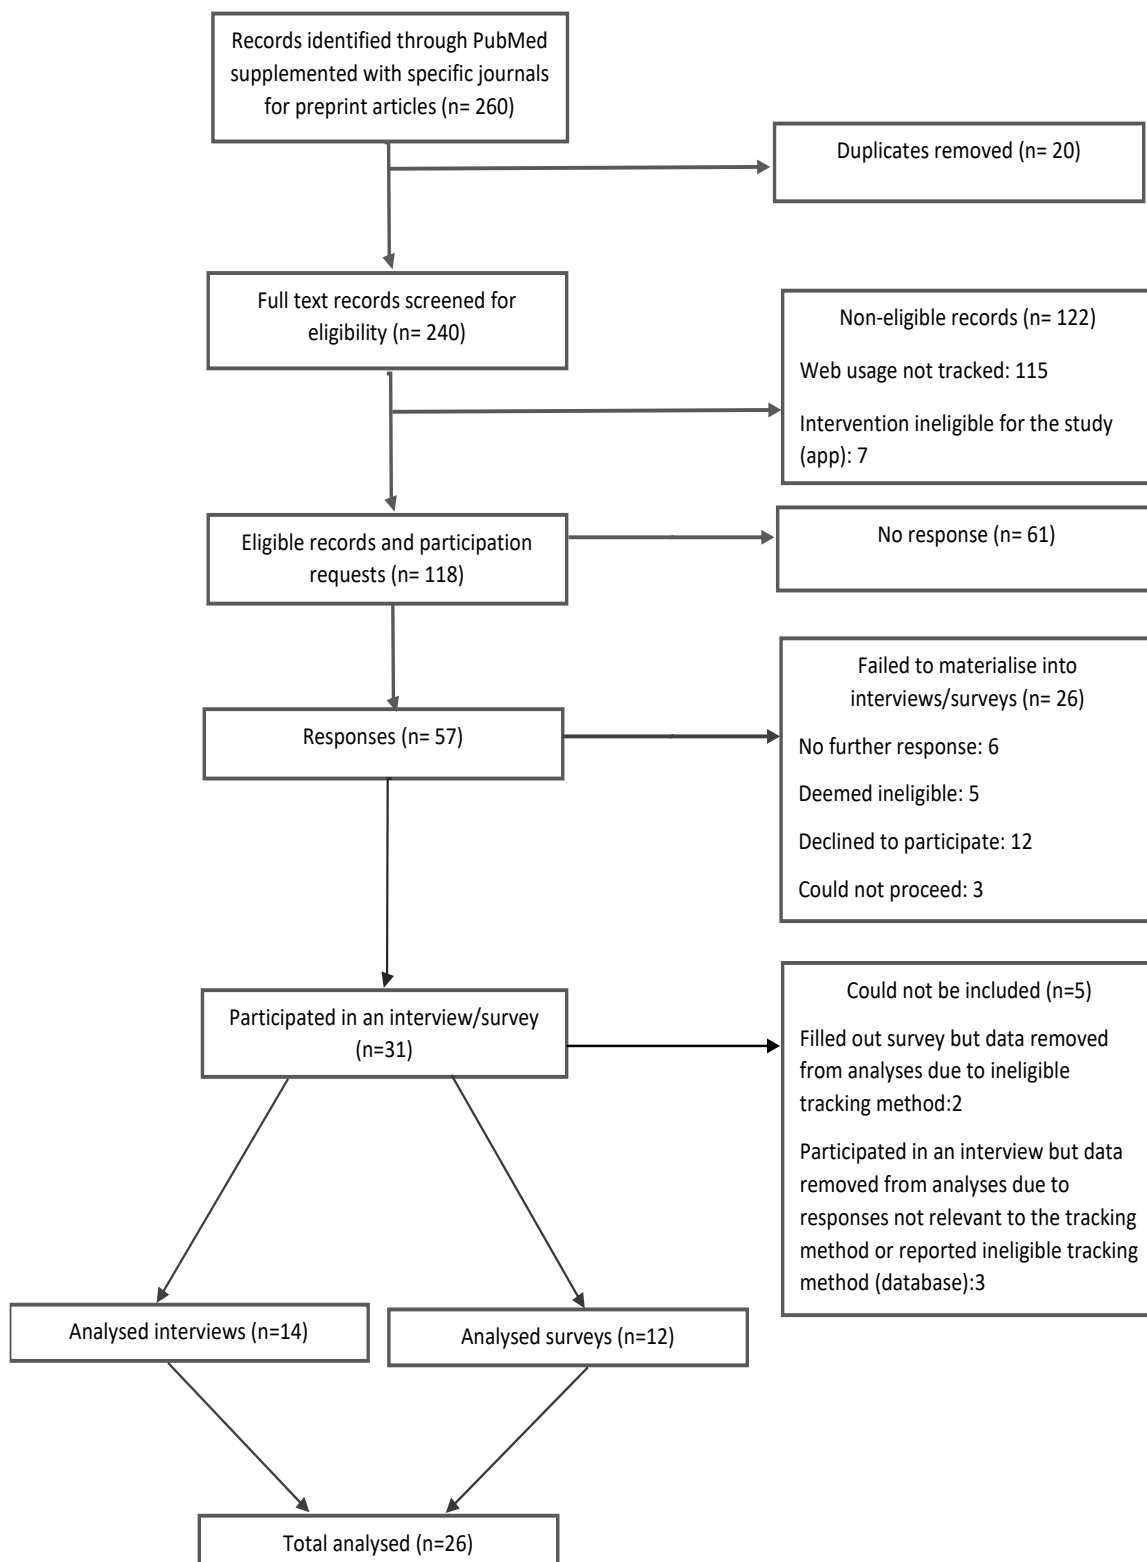 Records identified through PubMed
supplemented with specific journals
for preprint articles (n= 260)
Duplicates removed (n= 20)
Full text records screened for
eligibility (n= 240)
Non-eligible records (n= 122)
Web usage not tracked: 115
Intervention ineligible for the study
(app): 7
Eligible records and participation
requests (n= 118)
No response (n= 61)
Responses (n= 57)
Failed to materialise into
interviews/surveys (n= 26)
No further response: 6
Deemed ineligible: 5
Declined to participate: 12
Could not proceed: 3
Participated in an interview/survey
(n=31)
Could not be included (n=5)
Filled out survey but data removed
from analyses due to ineligible
tracking method:2
Participated in an interview but data
removed from analyses due to
responses not relevant to the tracking
method or reported ineligible tracking
method (database):3
Analysed interviews (n=14)
Analysed surveys (n=12)
Total analysed (n=26)